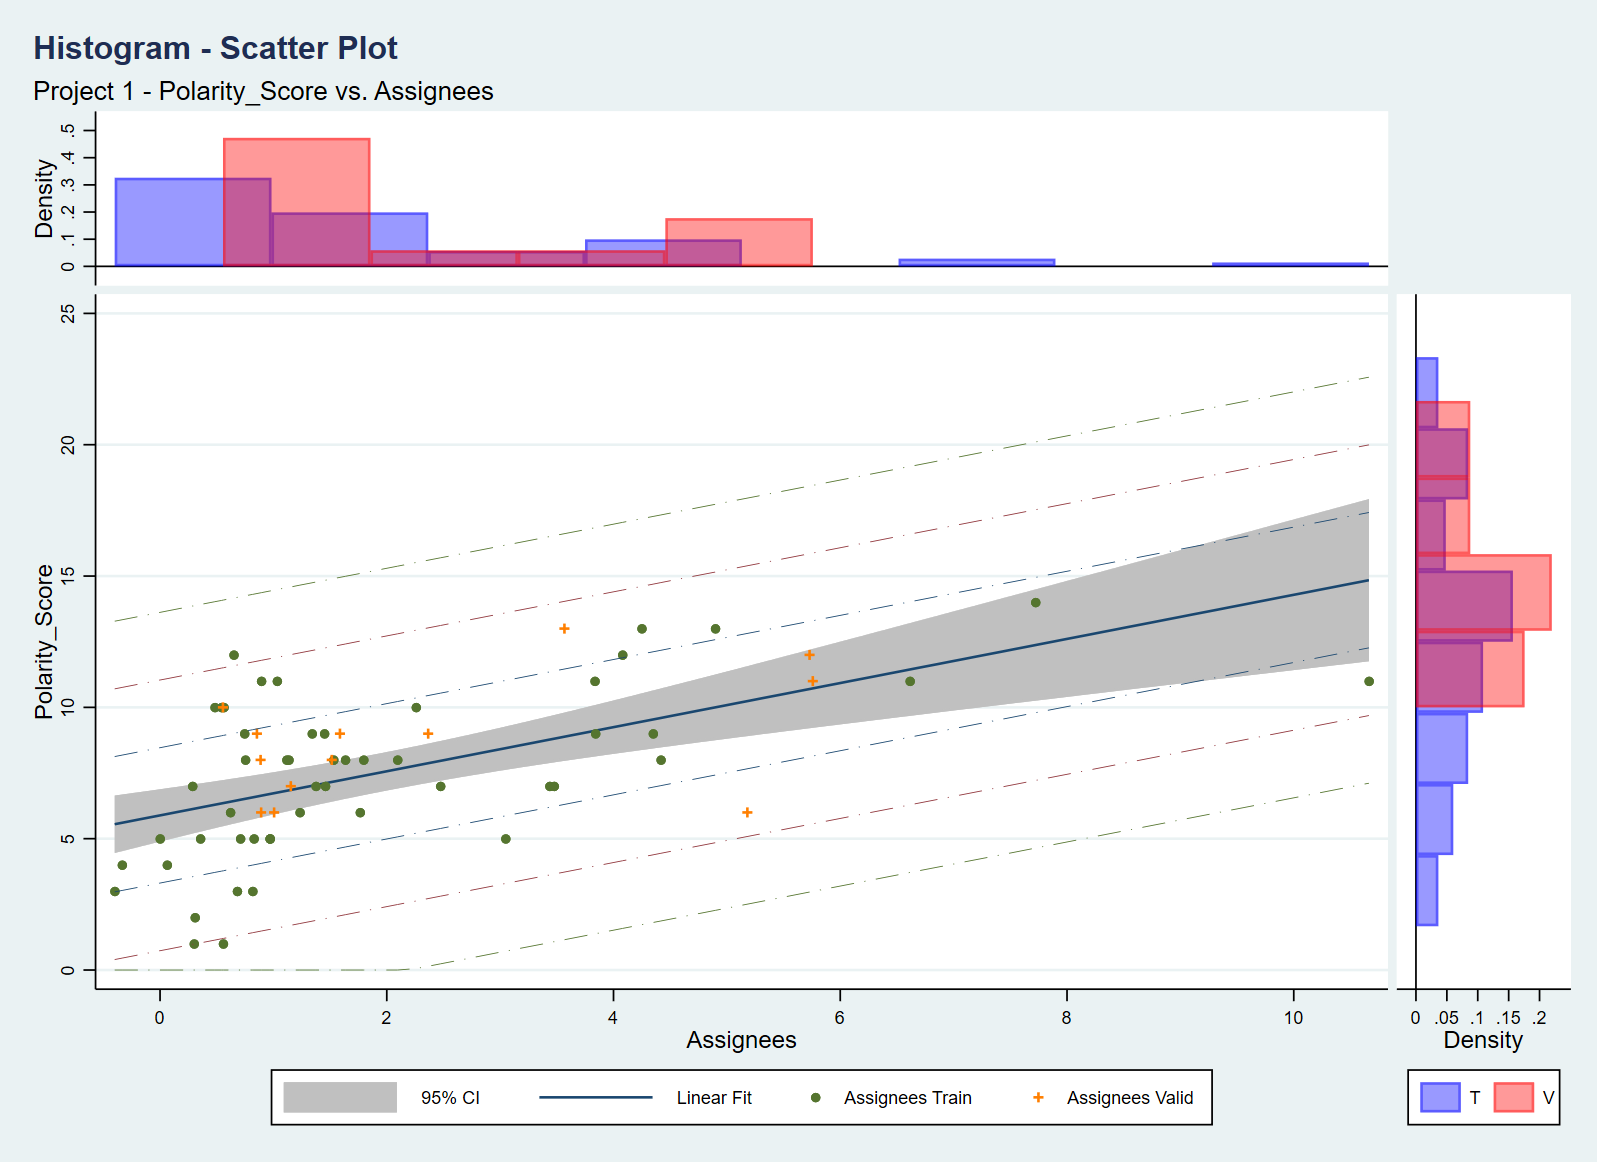 Histogram - Scatter Plot
Project 1 - Polarity_Score vs. Assignees
Density
.5
.4
.3
.2
.1
0
Polarity_Score
25
20
15
10
5
0
0 2 4 6 8 10
Assignees
0 .05 .1 .15 .2
Density
95% CI Linear Fit Assignees Train Assignees Valid
T V